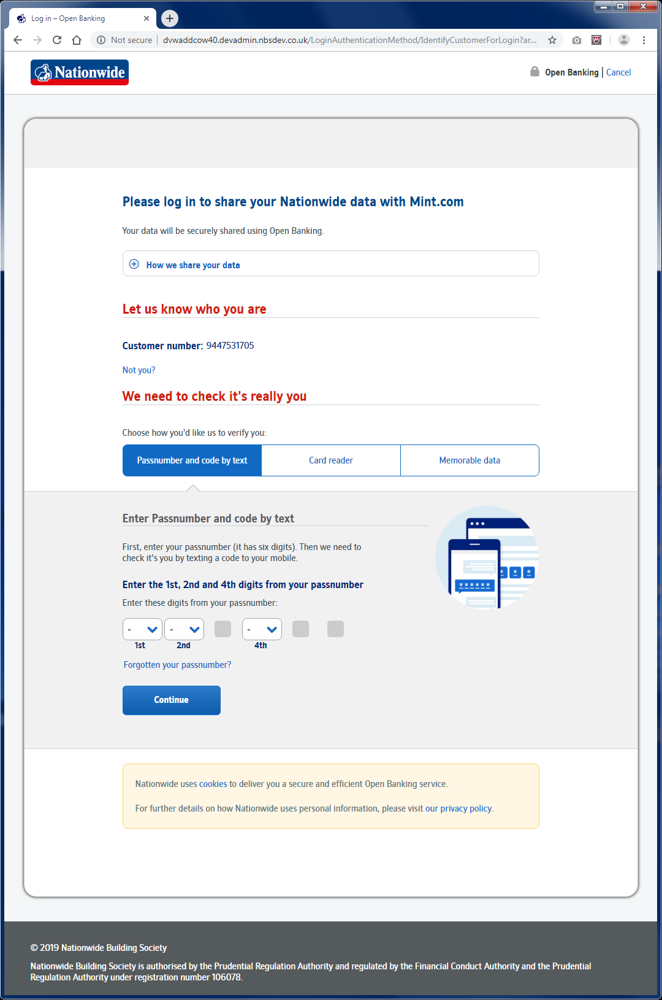 Log in – Open Banking
Not secure | dvwaddcow40.devadmin.nbsdev.co.uk/LoginAuthenticationMethod/IdentifyCustomerForLogin?ar...
Nationwide
Open Banking | Cancel
Please log in to share your Nationwide data with Mint.com
Your data will be securely shared using Open Banking.
How we share your data
Let us know who you are
Customer number: 9447531705
Not you?
We need to check it's really you
Choose how you'd like us to verify you:
Passnumber and code by text
Card reader
Memorable data
Enter Passnumber and code by text
First, enter your passnumber (it has six digits). Then we need to
check it's you by texting a code to your mobile.
Enter the 1st, 2nd and 4th digits from your passnumber
Enter these digits from your passnumber:
- - -
1st 2nd 4th
Forgotten your passnumber?
Continue
Nationwide uses cookies to deliver you a secure and efficient Open Banking service.
For further details on how Nationwide uses personal information, please visit our privacy policy.
© 2019 Nationwide Building Society
Nationwide Building Society is authorised by the Prudential Regulation Authority and regulated by the Financial Conduct Authority and the Prudential
Regulation Authority under registration number 106078.